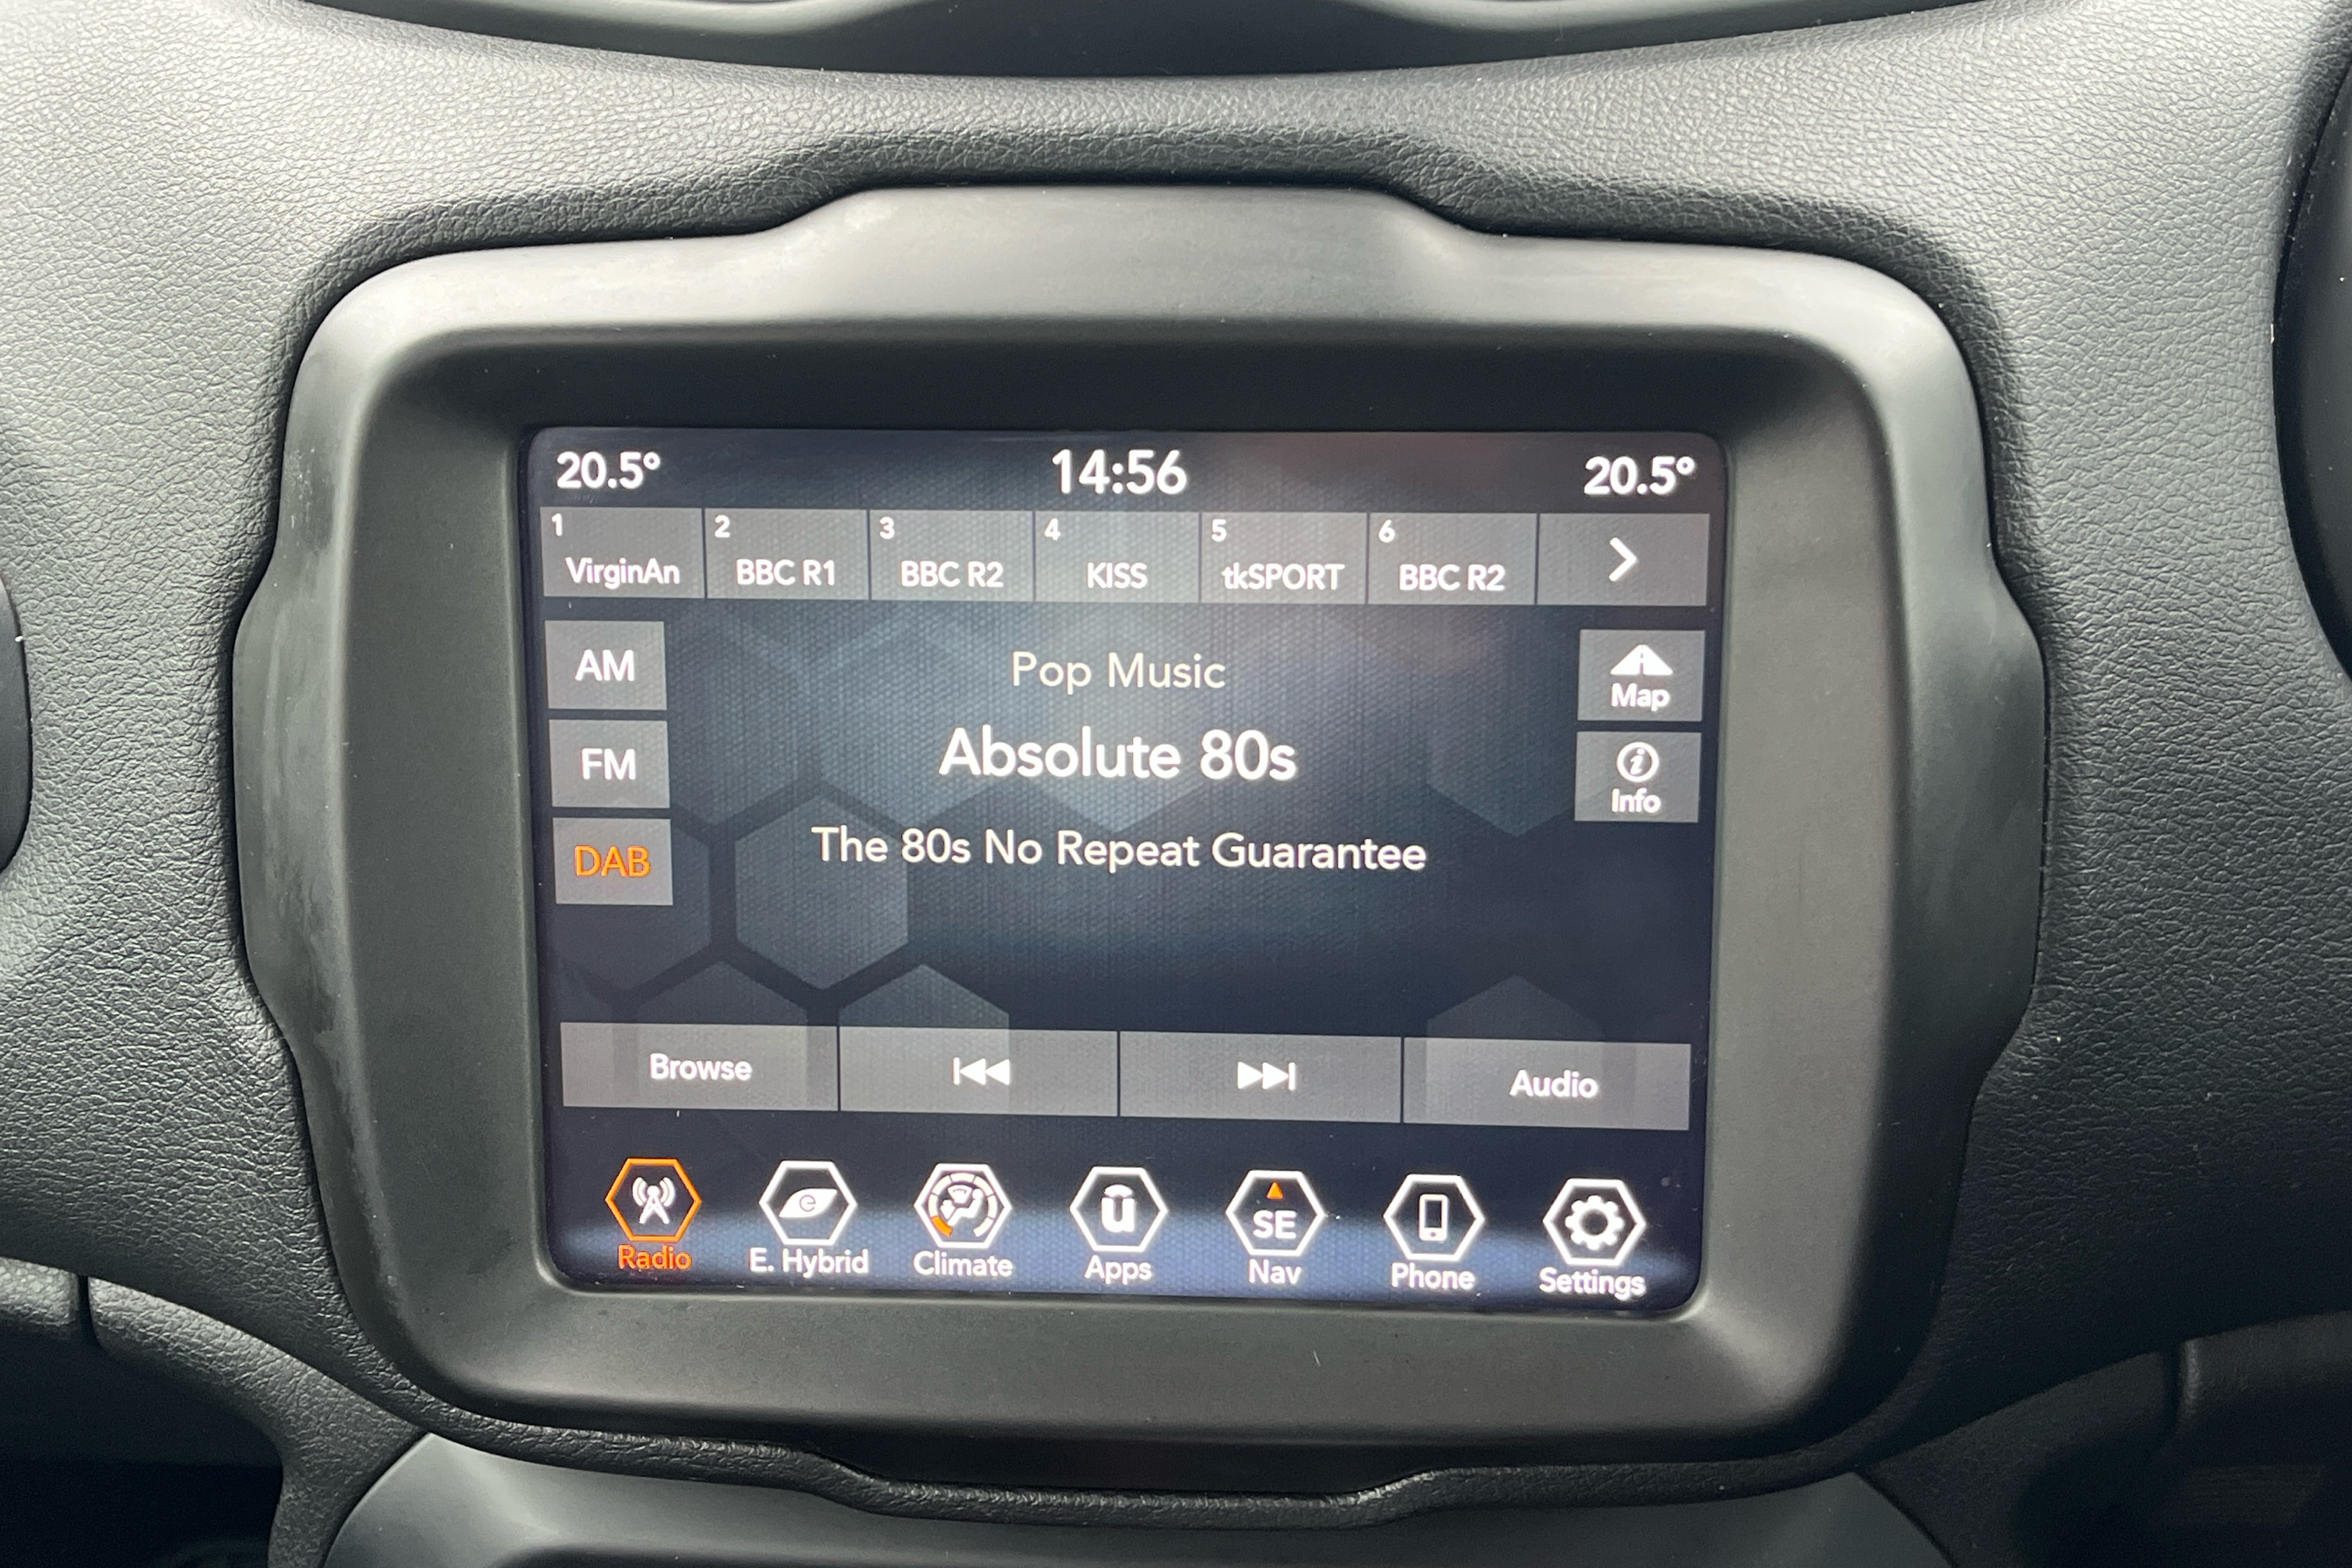 20.5° 14:56 20.5°
1 2 3 4 5 6
VirginAn BBC R1 BBC R2 KISS tkSPORT BBC R2
AM
FM
DAB
Pop Music
Absolute 80s
The 80s No Repeat Guarantee
Map
i
Info
Browse Audio
e u SE
Radio E. Hybrid Climate Apps Nav Phone Settings